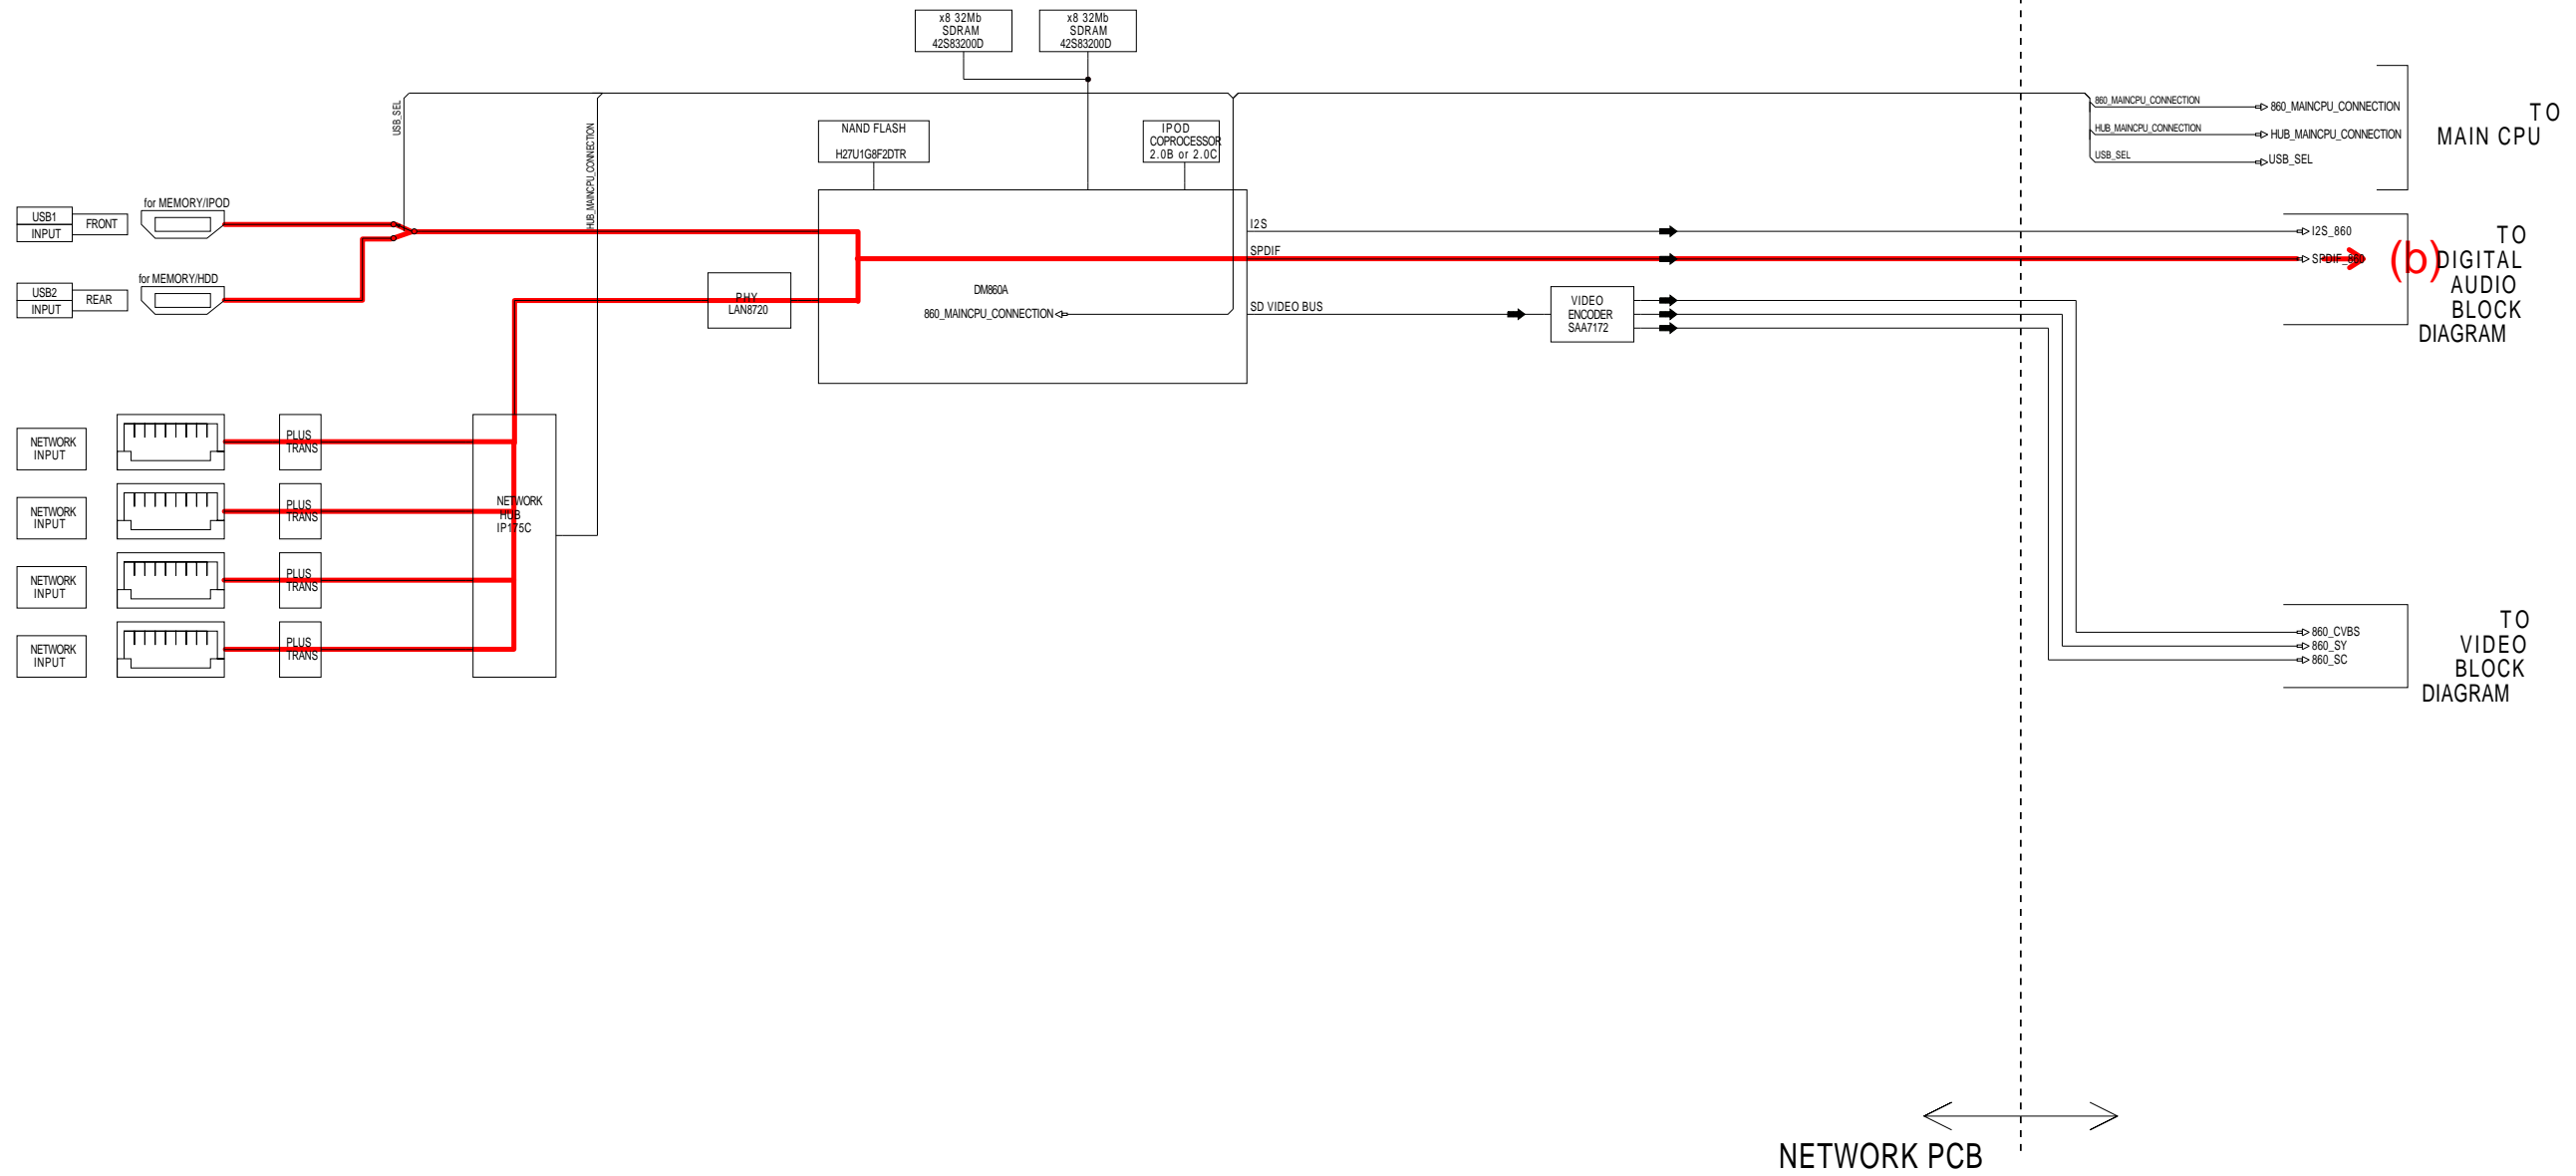 x8 32Mb
SDRAM
42S83200D
x8 32Mb
SDRAM
42S83200D
USB_SEL
HUB_MAINCPU_CONNECTION
NAND FLASH
H27U1G8F2DTR
IPOD
COPROCESSOR
2.0B or 2.0C
860_MAINCPU_CONNECTION
860_MAINCPU_CONNECTION
HUB_MAINCPU_CONNECTION
HUB_MAINCPU_CONNECTION
USB_SEL
USB_SEL
TO
MAIN CPU
USB1
INPUT
FRONT
for MEMORY/IPOD
USB2
INPUT
REAR
for MEMORY/HDD
PHY
LAN8720
DM860A
860_MAINCPU_CONNECTION
I2S
SPDIF
SD VIDEO BUS
VIDEO
ENCODER
SAA7172
I2S_860
SPDIF_860
(b)
TO
DIGITAL
AUDIO
BLOCK
DIAGRAM
NETWORK
INPUT
PLUS
TRANS
NETWORK
INPUT
PLUS
TRANS
NETWORK
HUB
IP175C
NETWORK
INPUT
PLUS
TRANS
NETWORK
INPUT
PLUS
TRANS
860_CVBS
860_SY
860_SC
TO
VIDEO
BLOCK
DIAGRAM
NETWORK PCB